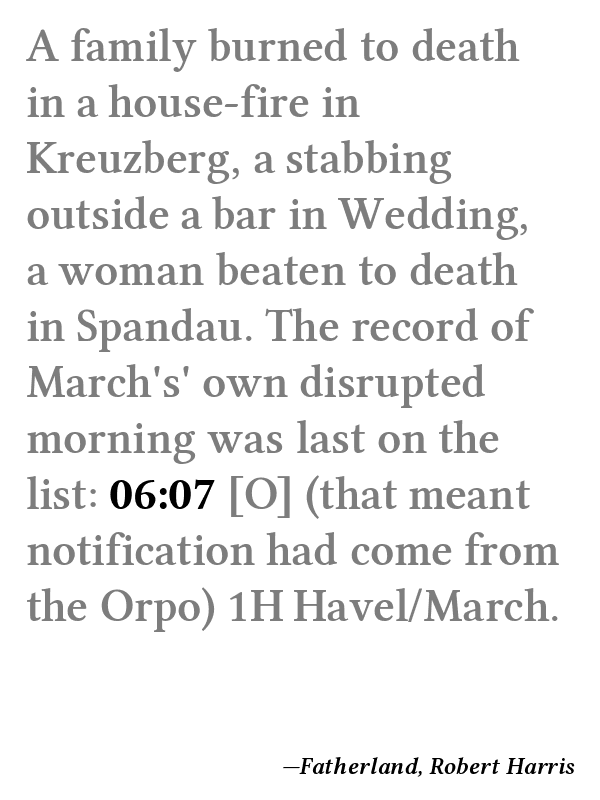 A family burned to death
in a house-fire in
Kreuzberg, a stabbing
outside a bar in Wedding,
a woman beaten to death
in Spandau. The record of
March's' own disrupted
morning was last on the
list: 06:07 [O] (that meant
notification had come from
the Orpo) 1H Havel/March.
—Fatherland, Robert Harris